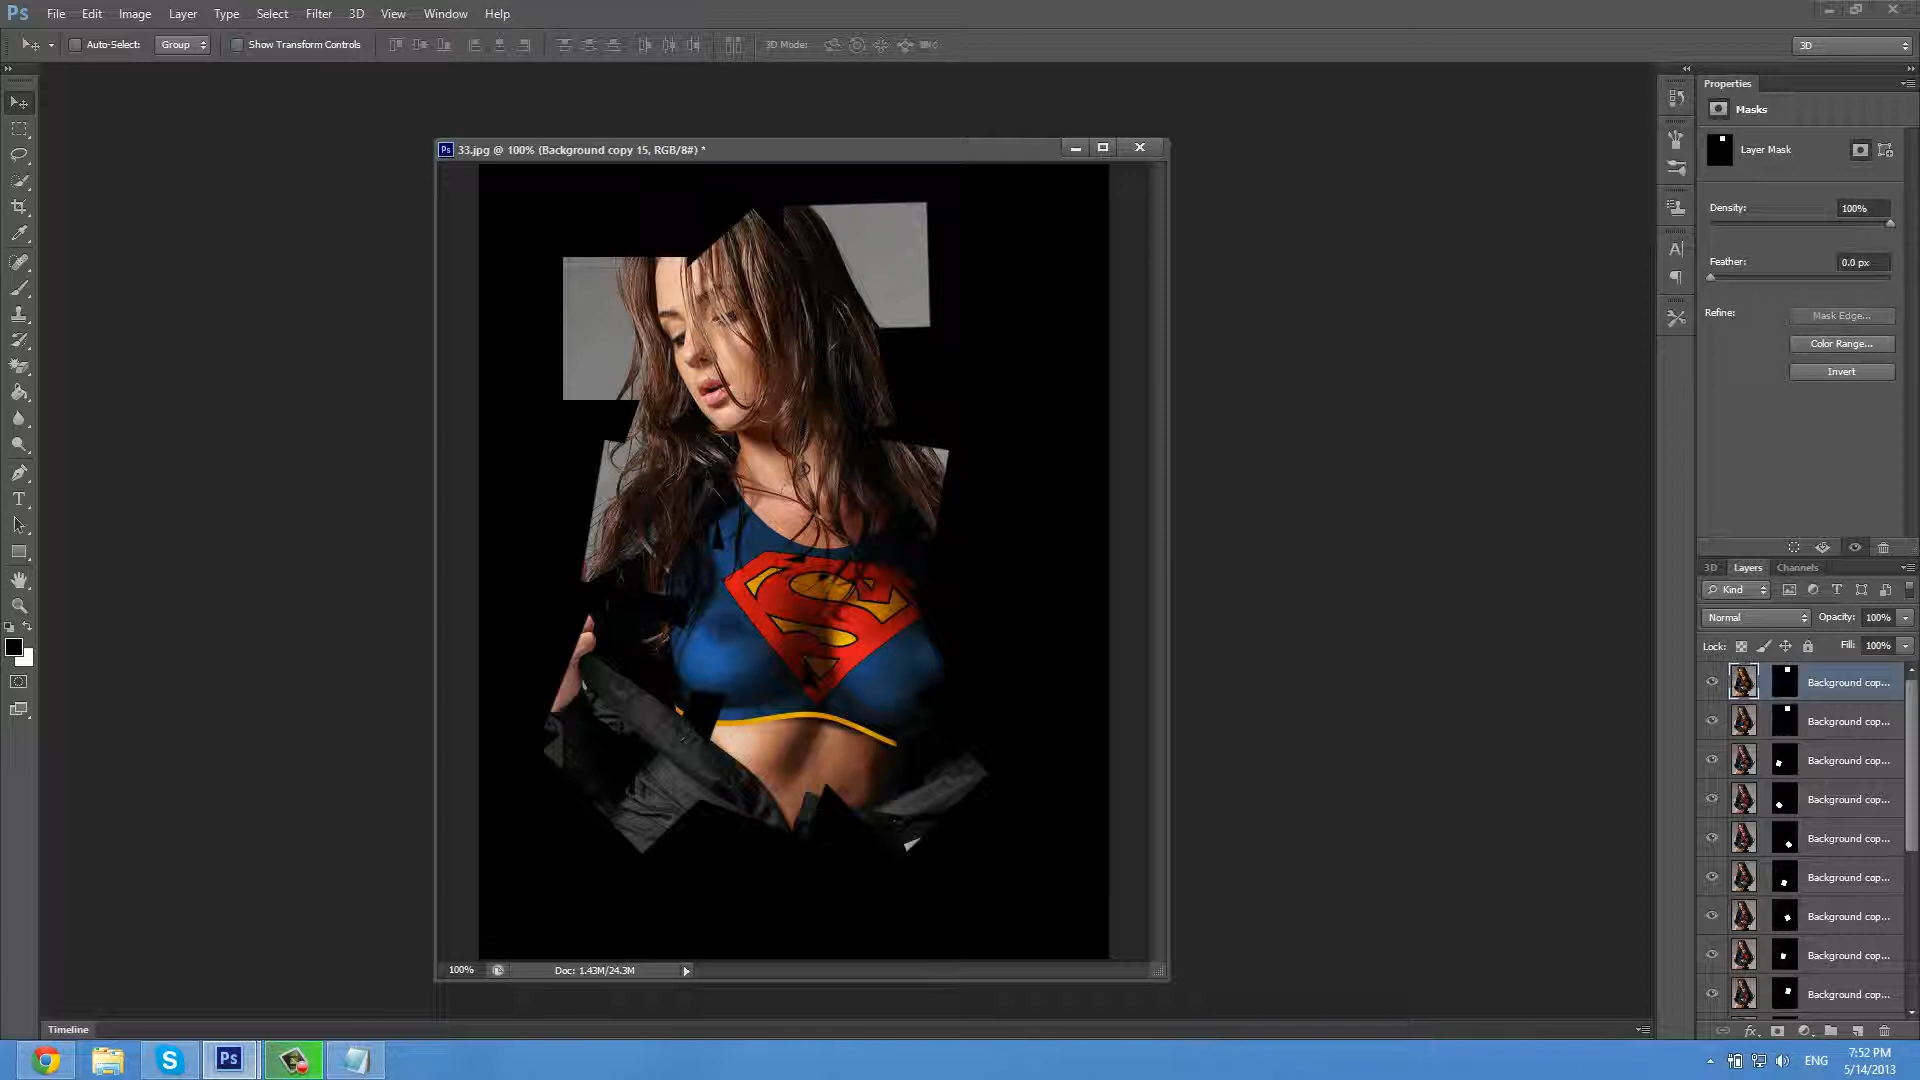 Ps File Edit Image Layer Type Select Filter 3D View Window Help
Auto-Select: Group Show Transform Controls 3D Mode: 3D
Properties
Masks
Ps 33.jpg @ 100% (Background copy 15, RGB/8#) *
Layer Mask
Density: 100%
Feather: 0.0 px
Refine: Mask Edge...
Color Range...
Invert
3D Layers Channels
Kind
Normal Opacity: 100%
Lock: Fill: 100%
Background cop...
Background cop...
Background cop...
Background cop...
Background cop...
Background cop...
Background cop...
Background cop...
Background cop...
100% Doc: 1.43M/24.3M
Timeline
Ps
ENG
7:52 PM
5/14/2013